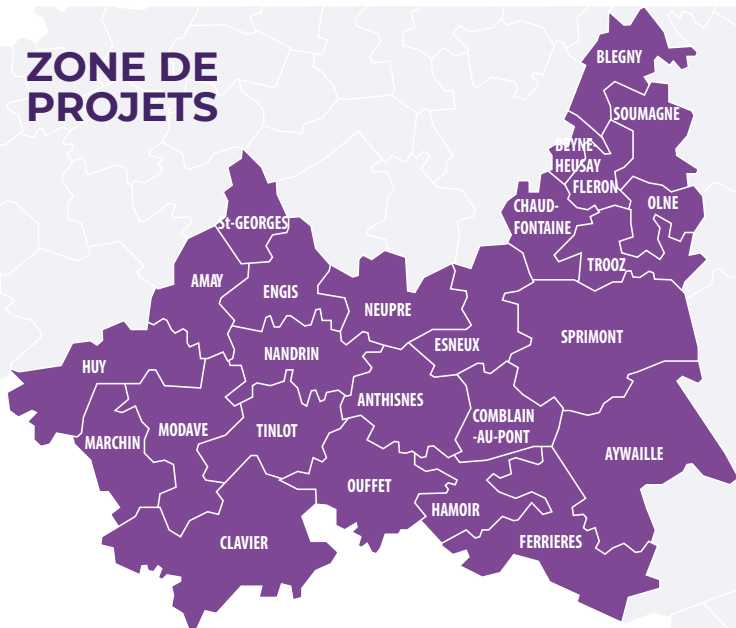 ZONE DE
PROJETS
BLEGNY
SOUMAGNE
BEYNE-
HEUSAY
FLERON
CHAUD-
FONTAINE
OLNE
TROOZ
St-GEORGES
AMAY
ENGIS
NEUPRE
ESNEUX
SPRIMONT
HUY
NANDRIN
ANTHISNES
COMBLAIN
-AU-PONT
MARCHIN
MODAVE
TINLOT
AYWAILLE
OUFFET
HAMOIR
CLAVIER
FERRIERES